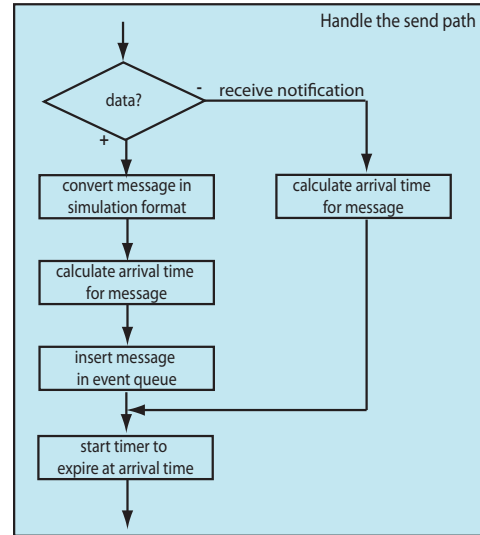 Handle the send path
data?
-
receive notification
+
convert message in
simulation format
calculate arrival time
for message
calculate arrival time
for message
insert message
in event queue
start timer to
expire at arrival time